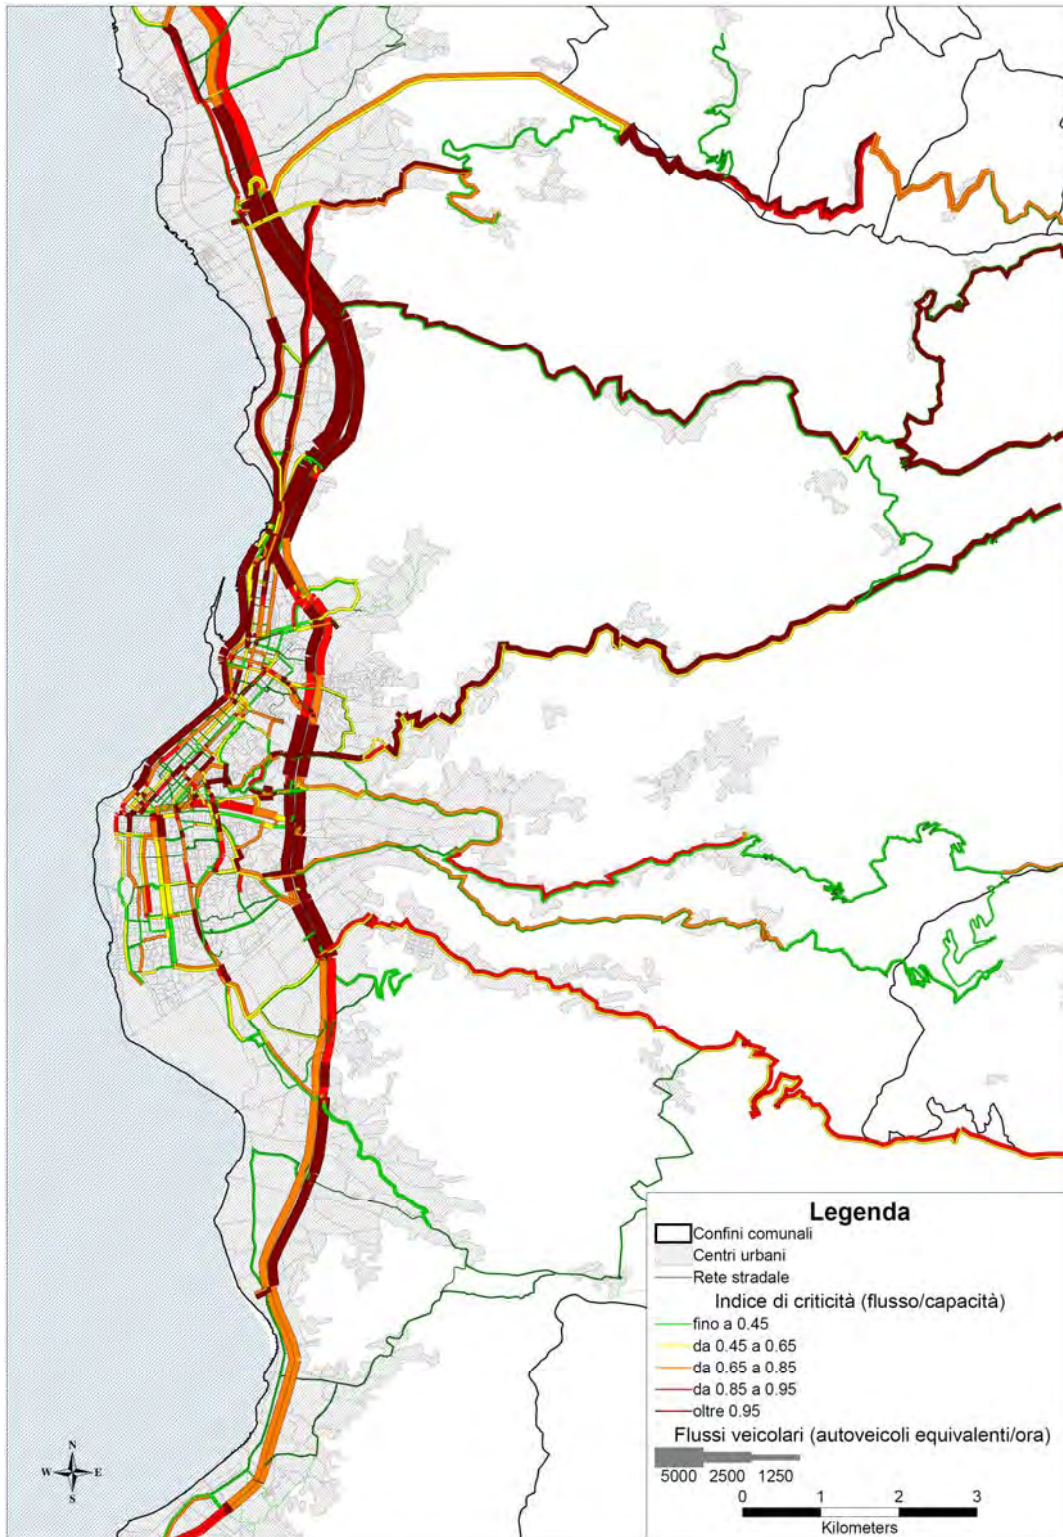 Legenda
Confini comunali
Centri urbani
Rete stradale
Indice di criticità (flusso/capacità)
fino a 0.45
da 0.45 a 0.65
da 0.65 a 0.85
da 0.85 a 0.95
oltre 0.95
Flussi veicolari (autoveicoli equivalenti/ora)
5000 2500 1250
N
W E
S
0 1 2 3
Kilometers